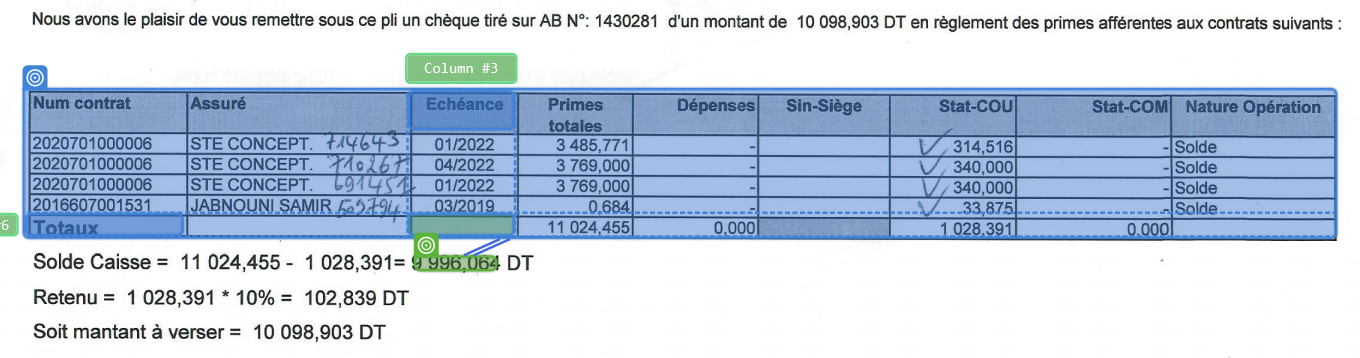 Nous avons le plaisir de vous remettre sous ce pli un chèque tiré sur AB N°: 1430281 d'un montant de 10 098,903 DT en règlement des primes afférentes aux contrats suivants :
Column #3
Num contrat Assuré Echéance Primes totales Dépenses Sin-Siège Stat-COU Stat-COM Nature Opération
2020701000006 STE CONCEPT. 714643 01/2022 3 485,771 - 314,516 - Solde
2020701000006 STE CONCEPT. 710267 04/2022 3 769,000 - 340,000 - Solde
2020701000006 STE CONCEPT. 691451 01/2022 3 769,000 - 340,000 - Solde
2016607001531 JABNOUNI SAMIR 509794 03/2019 0,684 - 33,875 - Solde
#6 Totaux 11 024,455 0,000 1 028,391 0,000
Solde Caisse = 11 024,455 - 1 028,391= 9 996,064 DT
Retenu = 1 028,391 * 10% = 102,839 DT
Soit mantant à verser = 10 098,903 DT